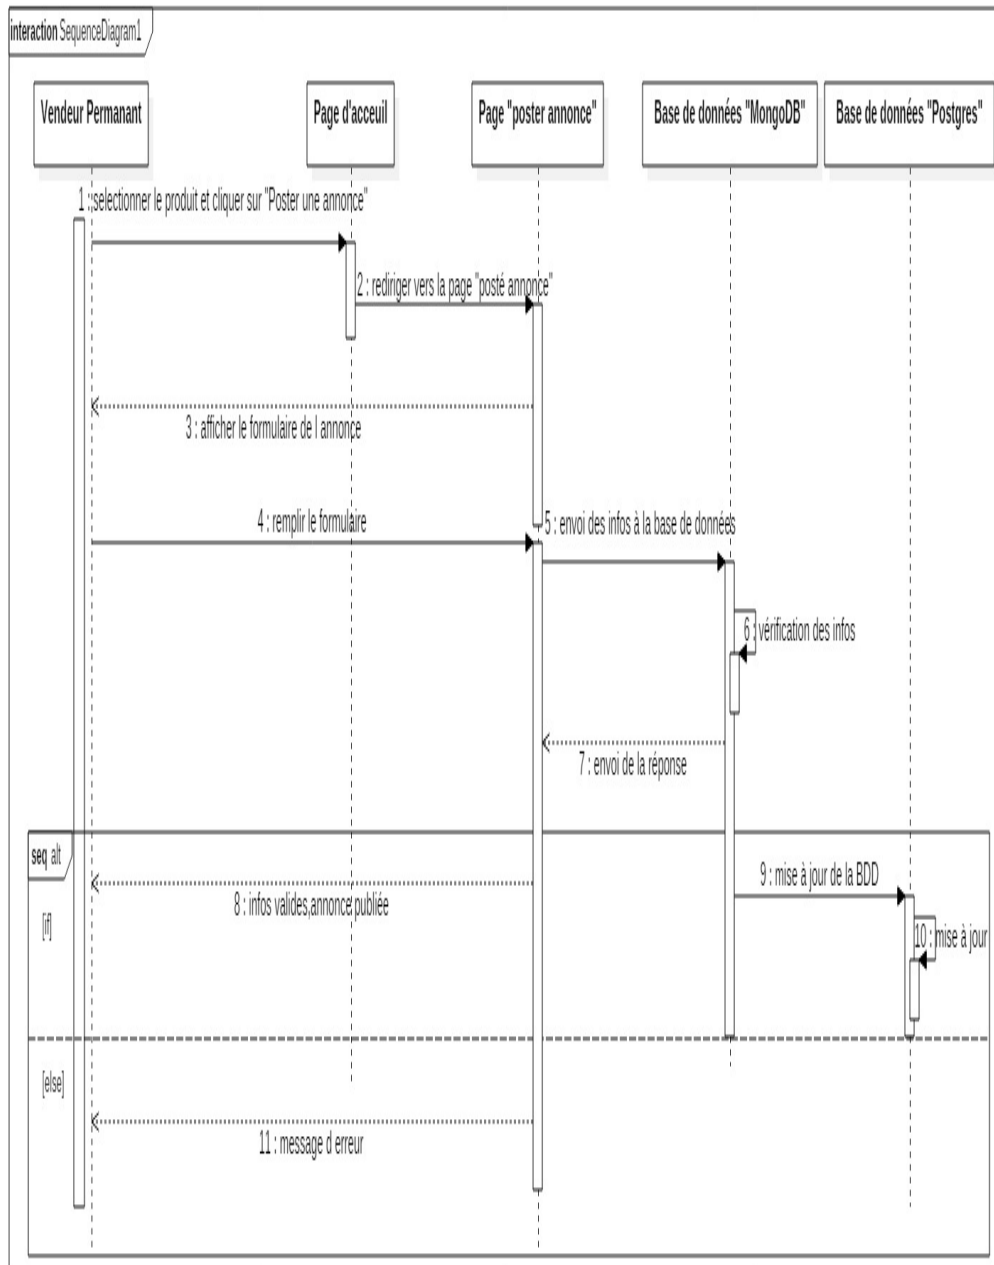 interaction SequenceDiagram1
Vendeur Permanant
Page d'acceuil
Page "poster annonce"
Base de données "MongoDB"
Base de données "Postgres"
1 : selectionner le produit et cliquer sur "Poster une annonce"
2 : rediriger vers la page "posté annonce"
3 : afficher le formulaire de l annonce
4 : remplir le formulaire
5 : envoi des infos à la base de données
6 : vérification des infos
7 : envoi de la réponse
seq alt
9 : mise à jour de la BDD
8 : infos valides,annonce publiée
[if]
10 : mise à jour
[else]
11 : message d erreur